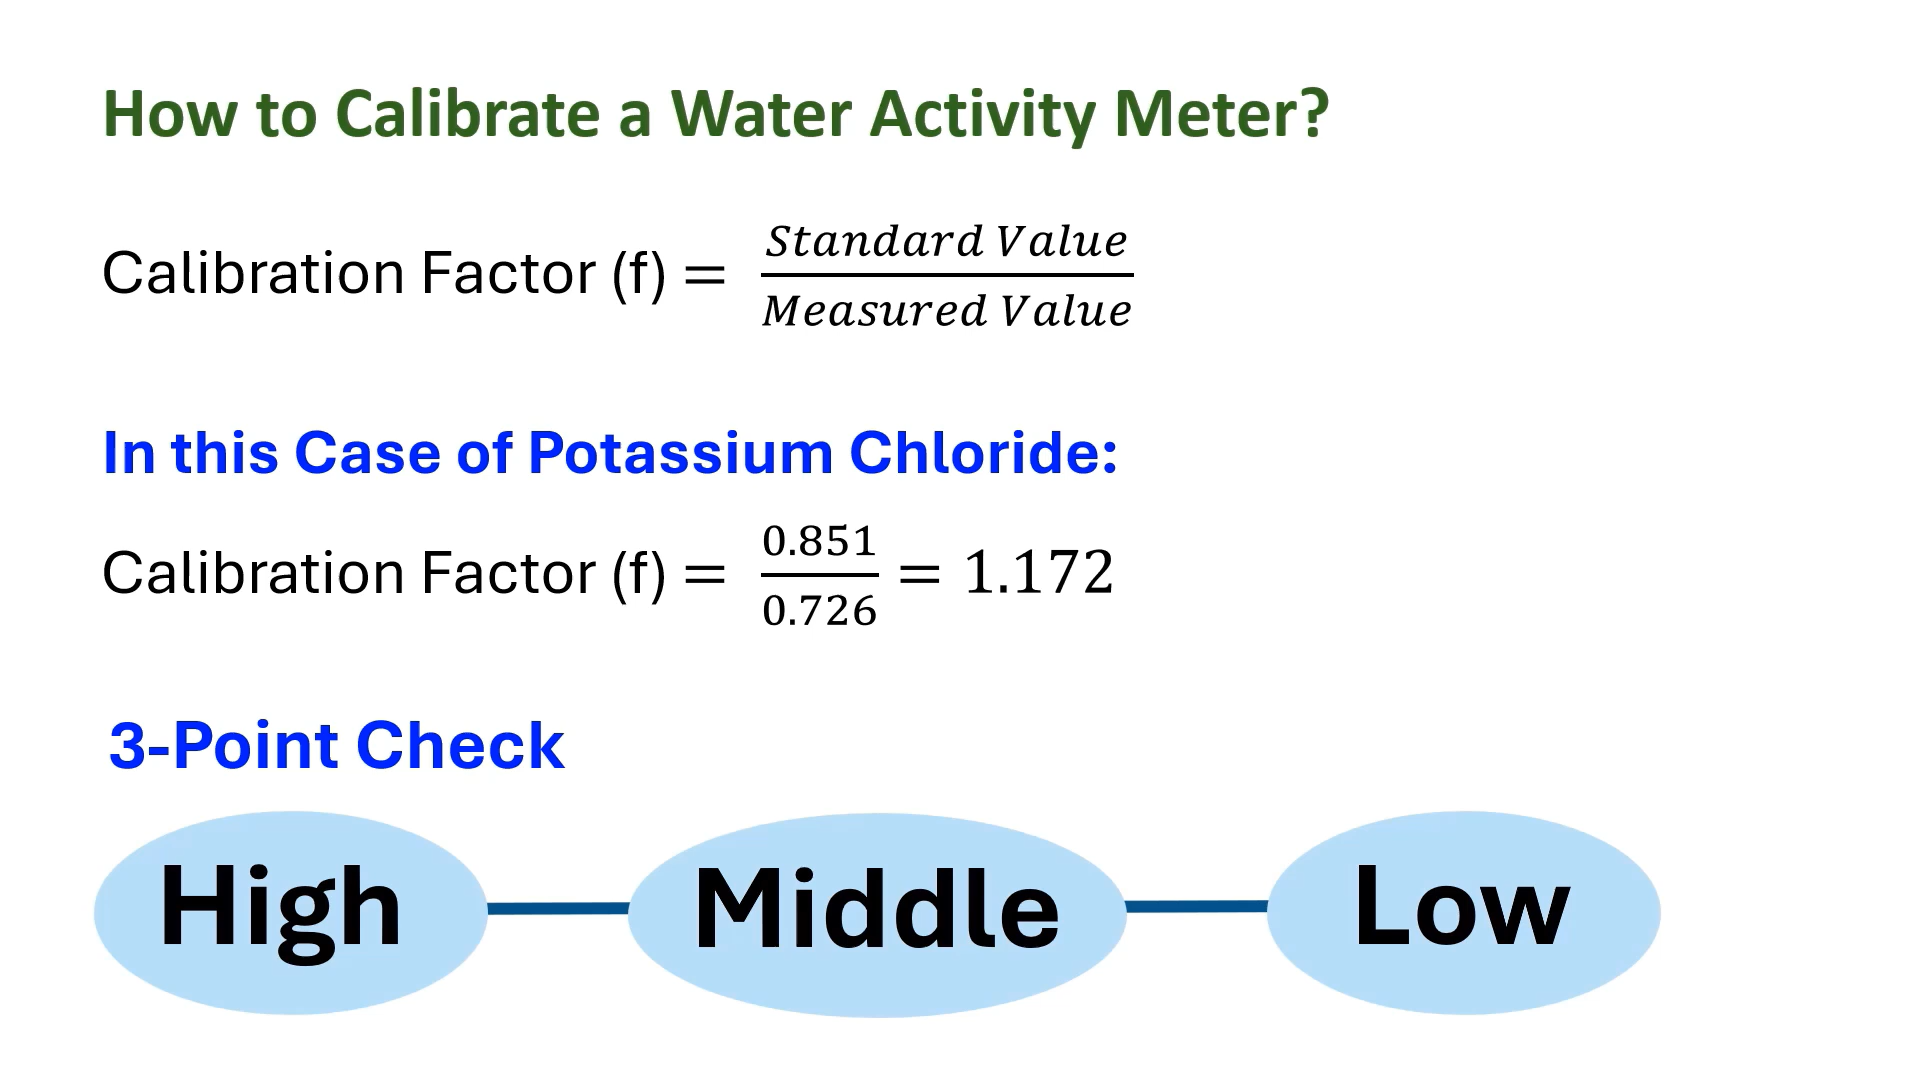 How to Calibrate a Water Activity Meter?
Calibration Factor (f) = Standard Value / Measured Value
In this Case of Potassium Chloride:
Calibration Factor (f) = 0.851 / 0.726 = 1.172
3-Point Check
High Middle Low